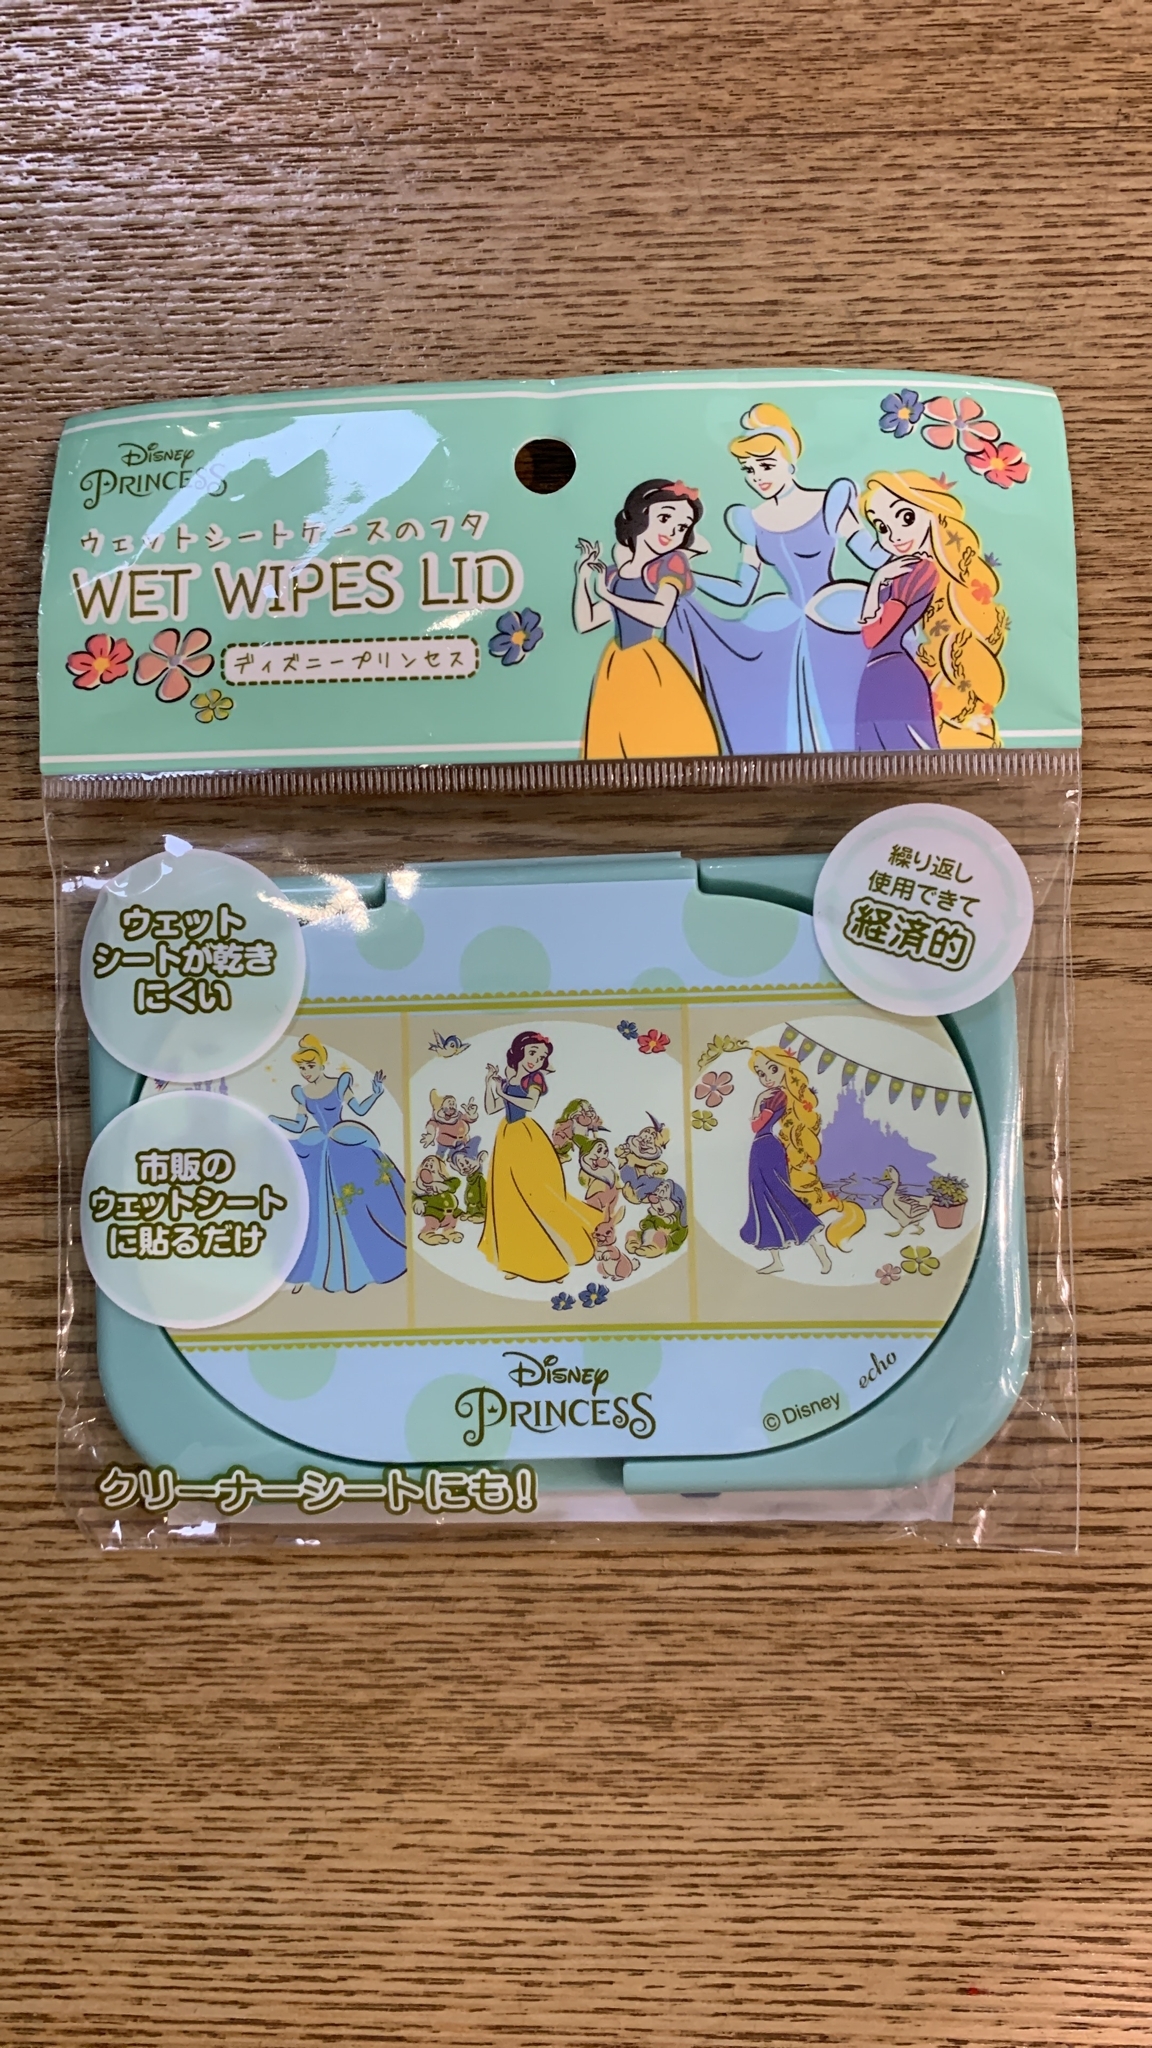 Disney
PRINCESS
ウェットシートケースのフタ
WET WIPES LID
ディズニープリンセス
ウェット
シートが乾き
にくい
繰り返し
使用できて
経済的
市販の
ウェットシート
に貼るだけ
Disney
PRINCESS
© Disney
echo
クリーナーシートにも!